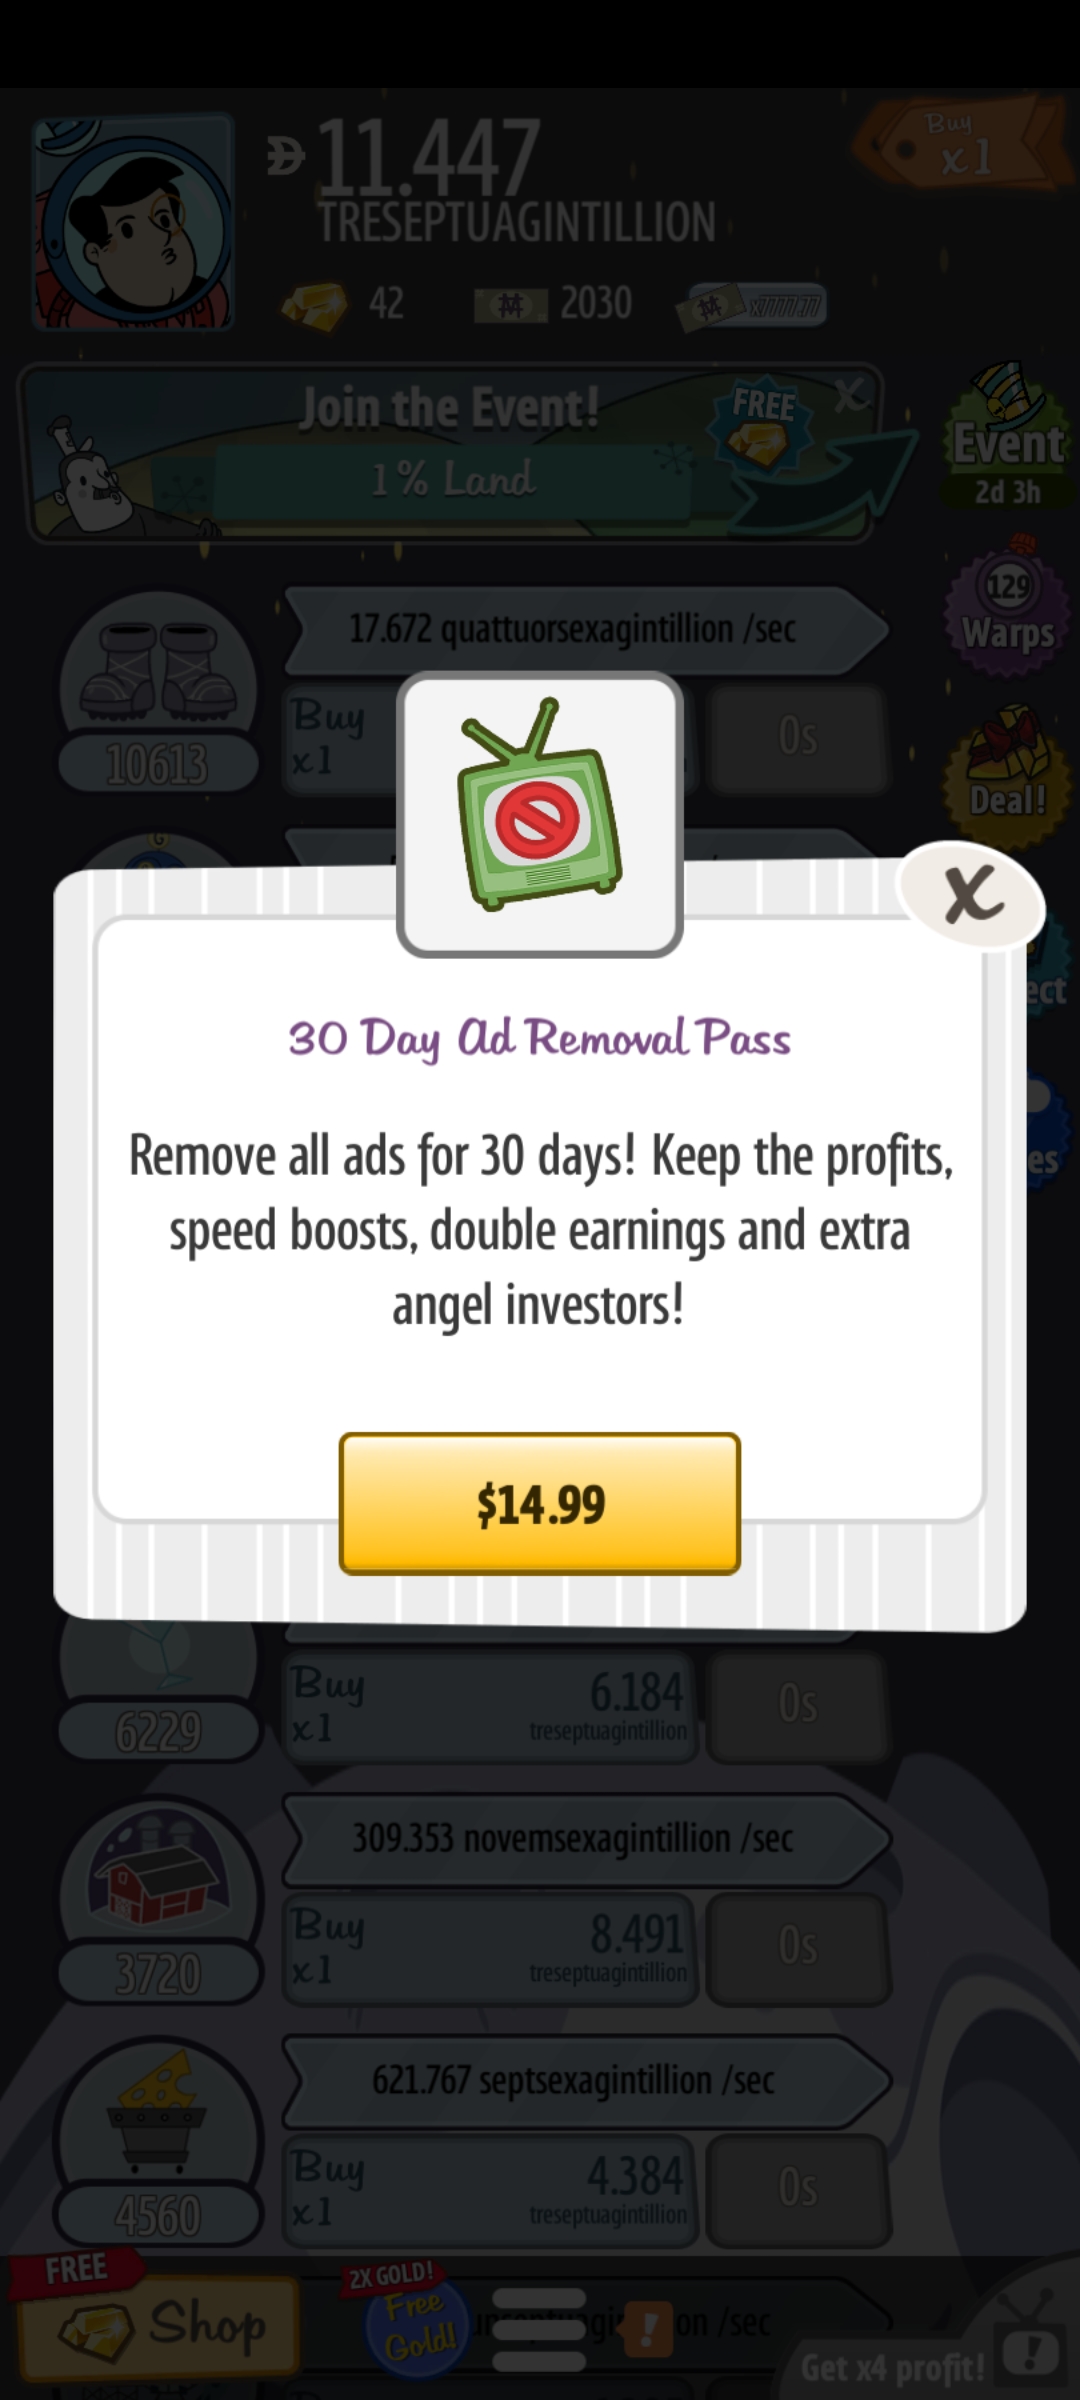 11.447
TRESEPTUAGINTILLION
Buy
x1
42
2030
Join the Event!
1% Land
FREE
x
Event
2d 3h
17.672 quattuorsexagintillion /sec
129
Warps
10613
Buy
x1
0s
Deal!
X
ect
30 Day Ad Removal Pass
Remove all ads for 30 days! Keep the profits,
speed boosts, double earnings and extra
angel investors!
es
$14.99
6229
Buy
x1
6.184
treseptuagintillion
0s
309.353 novemsexagintillion /sec
3720
Buy
x1
8.491
treseptuagintillion
0s
621.767 septsexagintillion /sec
4560
Buy
x1
4.384
treseptuagintillion
0s
FREE
Shop
2X GOLD!
Free
Gold!
!
on /sec
Get x4 profit!
!